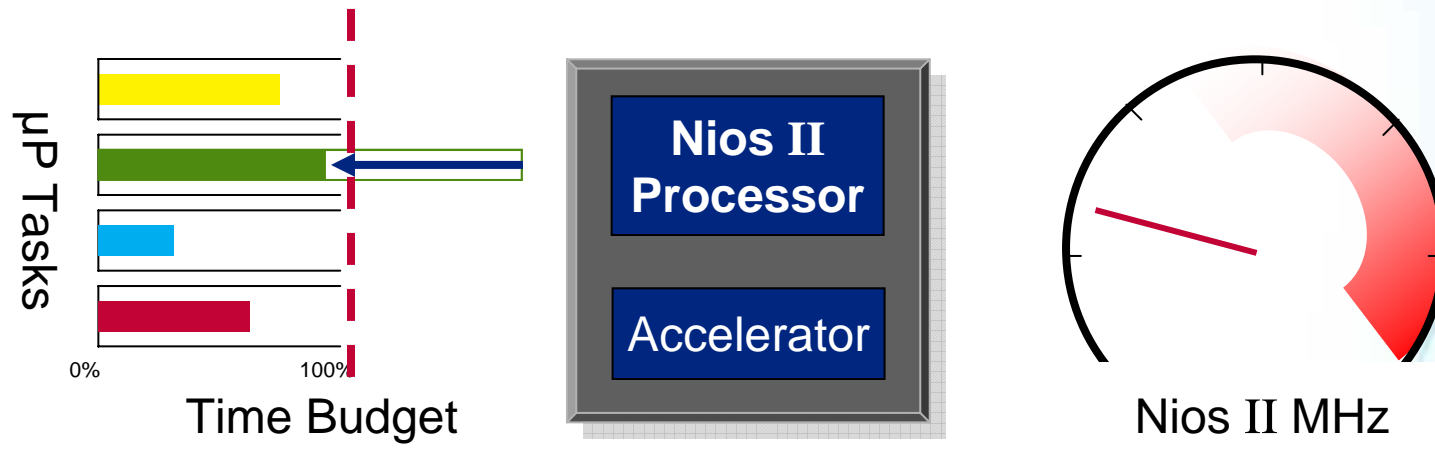 µP Tasks
0%
100%
Time Budget
Nios II
Processor
Accelerator
Nios II MHz